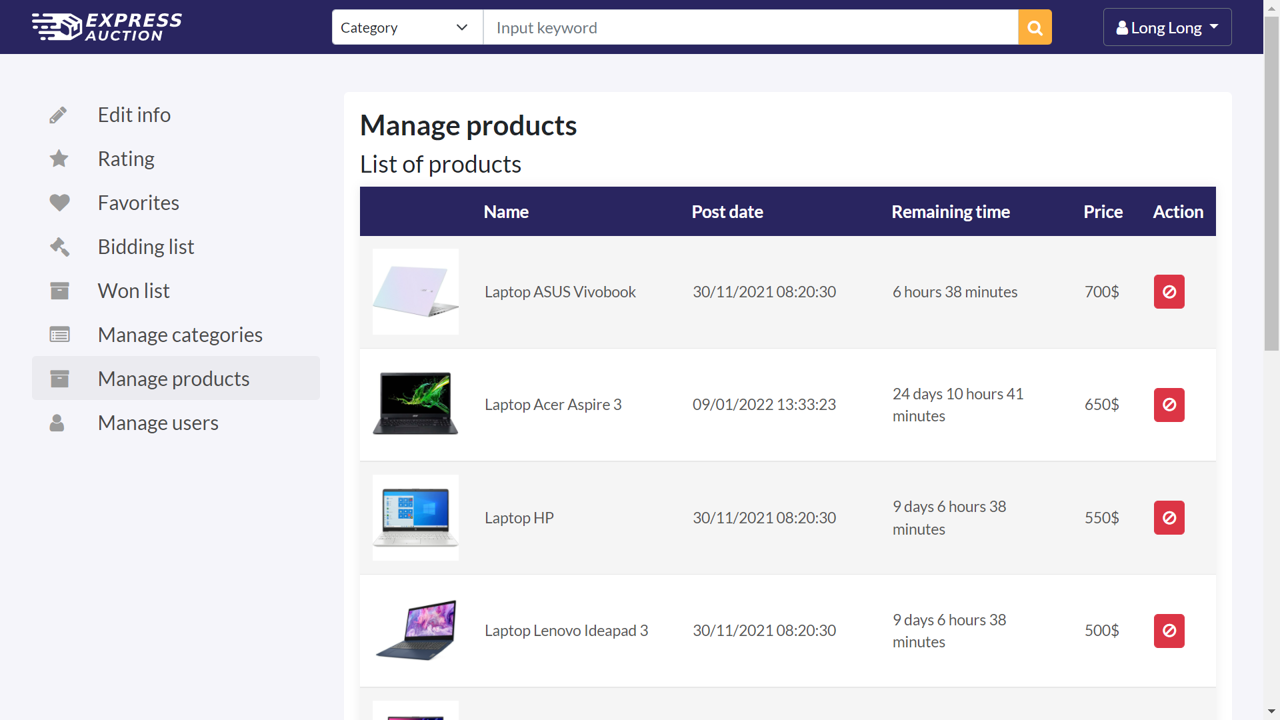 EXPRESS
AUCTION
Category
Input keyword
Long Long
Edit info
Rating
Favorites
Bidding list
Won list
Manage categories
Manage products
Manage users
Manage products
List of products
Name Post date Remaining time Price Action
Laptop ASUS Vivobook 30/11/2021 08:20:30 6 hours 38 minutes 700$
Laptop Acer Aspire 3 09/01/2022 13:33:23 24 days 10 hours 41
minutes 650$
Laptop HP 30/11/2021 08:20:30 9 days 6 hours 38
minutes 550$
Laptop Lenovo Ideapad 3 30/11/2021 08:20:30 9 days 6 hours 38
minutes 500$